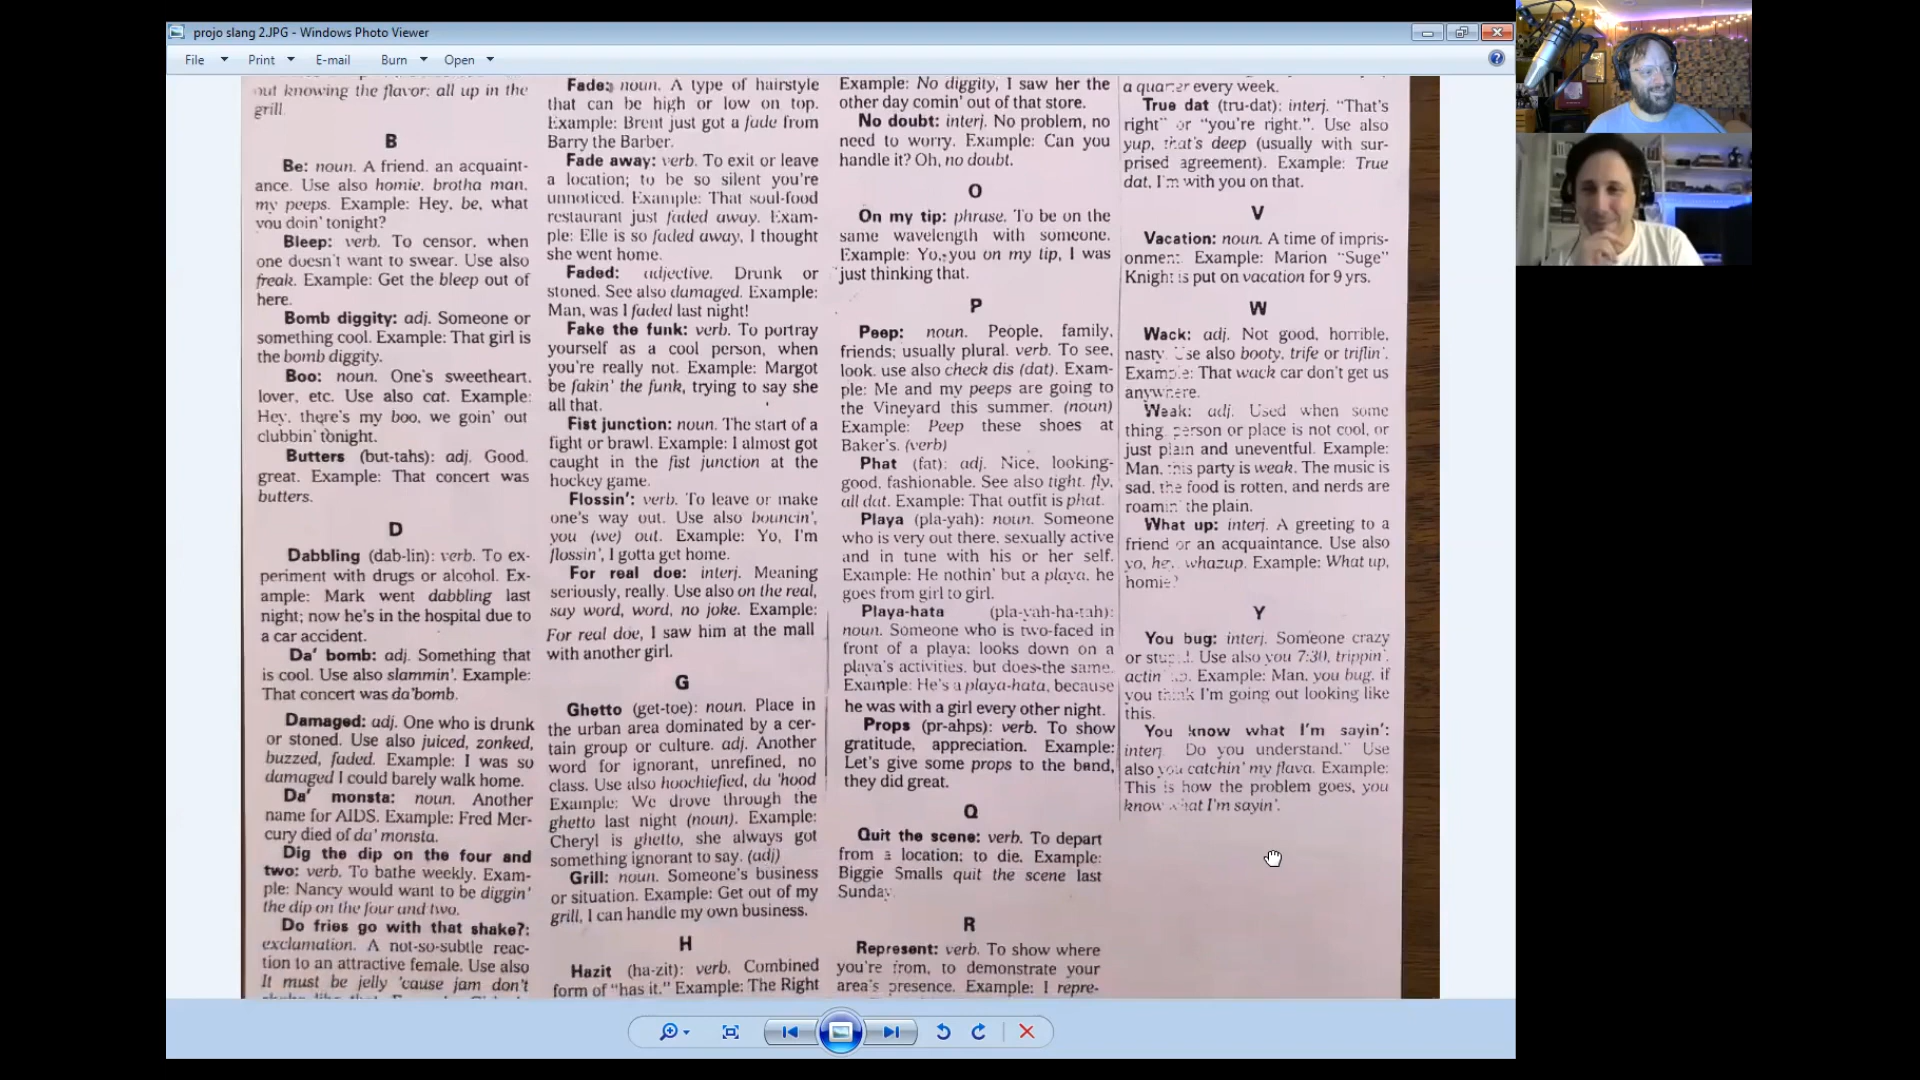 projo slang 2.JPG - Windows Photo Viewer
File Print E-mail Burn Open
out knowing the flavor; all up in the
grill.
B
Be: noun. A friend, an acquaint-
ance. Use also homie, brotha man,
my peeps. Example: Hey, be, what
you doin' tonight?
Bleep: verb. To censor, when
one doesn't want to swear. Use also
freak. Example: Get the bleep out of
here.
Bomb diggity: adj. Someone or
something cool. Example: That girl is
the bomb diggity.
Boo: noun. One's sweetheart,
lover, etc. Use also cat. Example:
Hey, there's my boo, we goin' out
clubbin' tonight.
Butters (but-tahs): adj. Good,
great. Example: That concert was
butters.
D
Dabbling (dab-lin): verb. To ex-
periment with drugs or alcohol. Ex-
ample: Mark went dabbling last
night; now he's in the hospital due to
a car accident.
Da' bomb: adj. Something that
is cool. Use also slammin'. Example:
That concert was da'bomb.
Damaged: adj. One who is drunk
or stoned. Use also juiced, zonked,
buzzed, faded. Example: I was so
damaged I could barely walk home.
Da' monsta: noun. Another
name for AIDS. Example: Fred Mer-
cury died of da' monsta.
Dig the dip on the four and
two: verb. To bathe weekly. Exam-
ple: Nancy would want to be diggin'
the dip on the four and two.
Do fries go with that shake?:
exclamation. A not-so-subtle reac-
tion to an attractive female. Use also
It must be jelly 'cause jam don't
Fade: noun. A type of hairstyle
that can be high or low on top.
Example: Brent just got a fade from
Barry the Barber.
Fade away: verb. To exit or leave
a location; to be so silent you're
unnoticed. Example: That soul-food
restaurant just faded away. Exam-
ple: Elle is so faded away, I thought
she went home.
Faded: adjective. Drunk or
stoned. See also damaged. Example:
Man, was I faded last night!
Fake the funk: verb. To portray
yourself as a cool person, when
you're really not. Example: Margot
be fakin' the funk, trying to say she
all that.
Fist junction: noun. The start of a
fight or brawl. Example: I almost got
caught in the fist junction at the
hockey game.
Flossin': verb. To leave or make
one's way out. Use also bouncin',
you (we) out. Example: Yo, I'm
flossin', I gotta get home.
For real doe: interj. Meaning
seriously, really. Use also on the real,
say word, word, no joke. Example:
For real doe, I saw him at the mall
with another girl.
G
Ghetto (get-toe): noun. Place in
the urban area dominated by a cer-
tain group or culture. adj. Another
word for ignorant, unrefined, no
class. Use also hoochiefied, du 'hood
Example: We drove through the
ghetto last night (noun). Example:
Cheryl is ghetto, she always got
something ignorant to say. (adj)
Grill: noun. Someone's business
or situation. Example: Get out of my
grill, I can handle my own business.
H
Hazit (ha-zit): verb. Combined
form of "has it." Example: The Right
Example: No diggity, I saw her the
other day comin' out of that store.
No doubt: interj. No problem, no
need to worry. Example: Can you
handle it? Oh, no doubt.
O
On my tip: phrase. To be on the
same wavelength with someone.
Example: Yo, you on my tip, I was
just thinking that.
P
Peep: noun. People, family,
friends; usually plural. verb. To see,
look, use also check dis (dat). Exam-
ple: Me and my peeps are going to
the Vineyard this summer. (noun)
Example: Peep these shoes at
Baker's. (verb)
Phat (fat): adj. Nice, looking-
good, fashionable. See also tight, fly,
all dat. Example: That outfit is phat.
Playa (pla-yah): noun. Someone
who is very out there, sexually active
and in tune with his or her self.
Example: He nothin' but a playa, he
goes from girl to girl.
Playa-hata (pla-yah-ha-tah):
noun. Someone who is two-faced in
front of a playa; looks down on a
playa's activities, but does the same.
Example: He's a playa-hata, because
he was with a girl every other night.
Props (pr-ahps): verb. To show
gratitude, appreciation. Example:
Let's give some props to the band,
they did great.
Q
Quit the scene: verb. To depart
from a location; to die. Example:
Biggie Smalls quit the scene last
Sunday.
R
Represent: verb. To show where
you're from, to demonstrate your
area's presence. Example: I repre-
a quarter every week.
True dat (tru-dat): interj. "That's
right" or "you're right.". Use also
yup, that's deep (usually with sur-
prised agreement). Example: True
dat, I'm with you on that.
V
Vacation: noun. A time of impris-
onment. Example: Marion "Suge"
Knight is put on vacation for 9 yrs.
W
Wack: adj. Not good, horrible,
nasty. Use also booty, trife or triflin'.
Example: That wack car don't get us
anywhere.
Weak: adj. Used when some
thing, person or place is not cool, or
just plain and uneventful. Example:
Man, this party is weak. The music is
sad, the food is rotten, and nerds are
roamin' the plain.
What up: interj. A greeting to a
friend or an acquaintance. Use also
yo, hey, whazup. Example: What up,
homie?
Y
You bug: interj. Someone crazy
or stupid. Use also you 7:30, trippin',
actin' up. Example: Man, you bug, if
you think I'm going out looking like
this.
You know what I'm sayin':
interj. Do you understand." Use
also you catchin' my flava. Example:
This is how the problem goes, you
know what I'm sayin'.